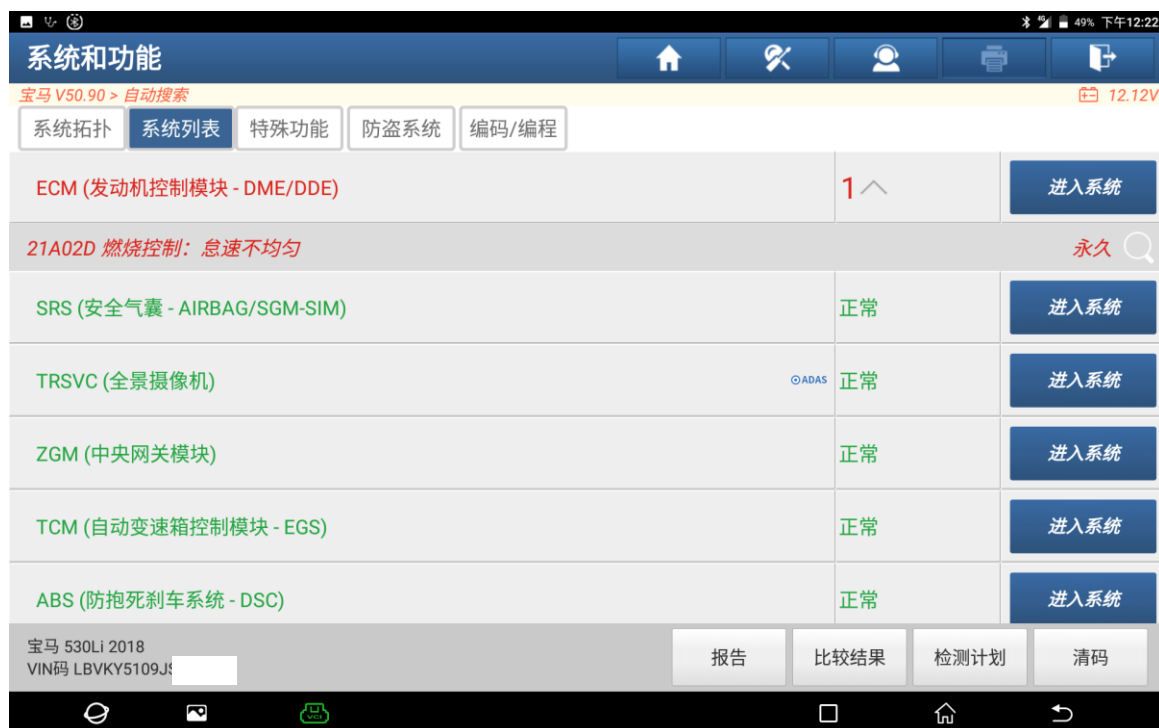 4G 49% 下午12:22
系统和功能
宝马 V50.90 > 自动搜索 12.12V
系统拓扑 系统列表 特殊功能 防盗系统 编码/编程
ECM (发动机控制模块 - DME/DDE) 1 进入系统
21A02D 燃烧控制：怠速不均匀 永久
SRS (安全气囊 - AIRBAG/SGM-SIM) 正常 进入系统
TRSVC (全景摄像机) ADAS 正常 进入系统
ZGM (中央网关模块) 正常 进入系统
TCM (自动变速箱控制模块 - EGS) 正常 进入系统
ABS (防抱死刹车系统 - DSC) 正常 进入系统
宝马 530Li 2018
VIN码 LBVKY5109JS
报告 比较结果 检测计划 清码
VCI